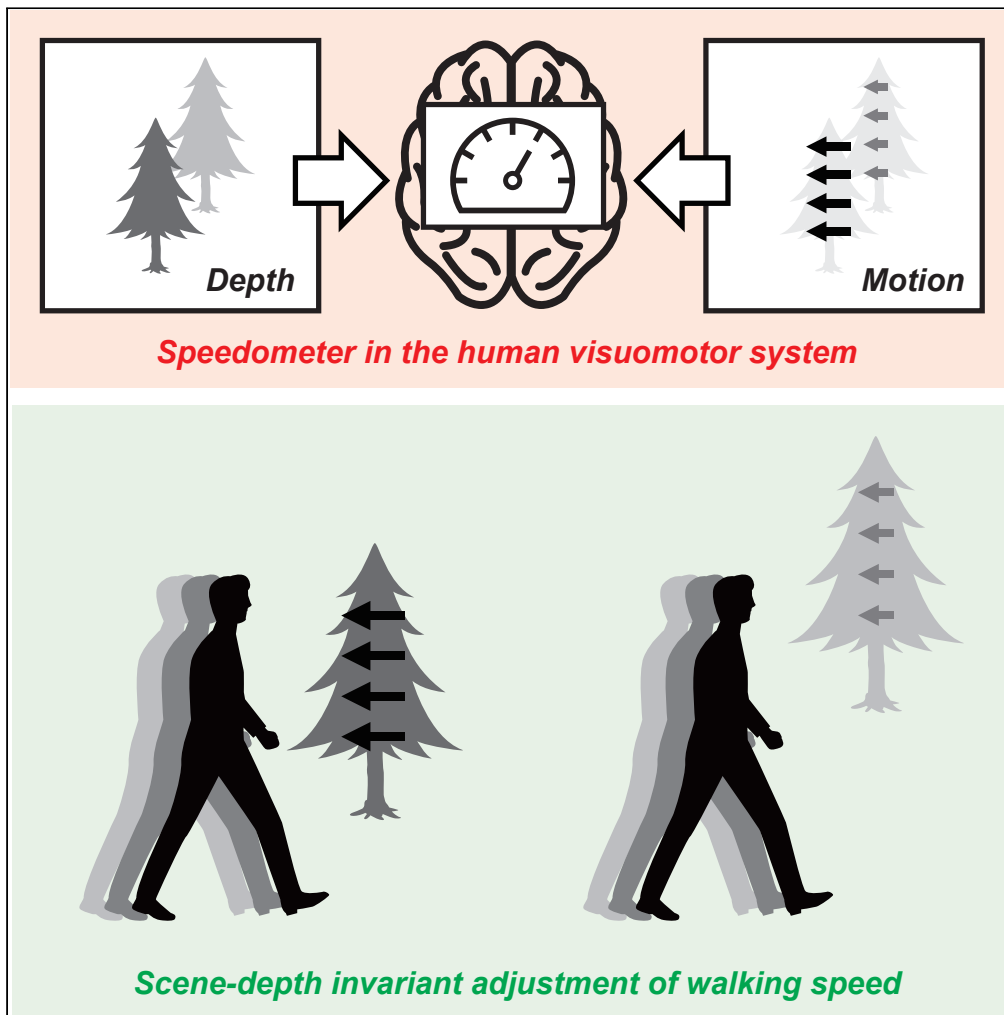 Depth
Motion
Speedometer in the human visuomotor system
Scene-depth invariant adjustment of walking speed